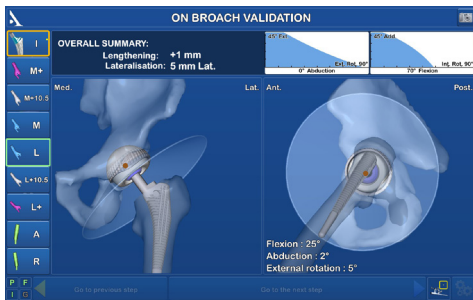 ON BROACH VALIDATION
I
M+
M+10.5
M
L
L+10.5
L+
A
R
OVERALL SUMMARY:
Lengthening: +1 mm
Lateralisation: 5 mm Lat.
45° Ext.
Ext. Rot. 90°
0° Abduction
45° Add.
Int. Rot. 90°
70° Flexion
Med.
Lat.
Ant.
Post.
Flexion : 25°
Abduction : 2°
External rotation : 5°
P F
I G
Go to previous step
Go to the next step